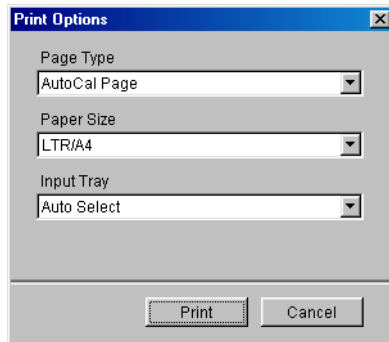 Print Options
Page Type
AutoCal Page
Paper Size
LTR/A4
Input Tray
Auto Select
Print
Cancel